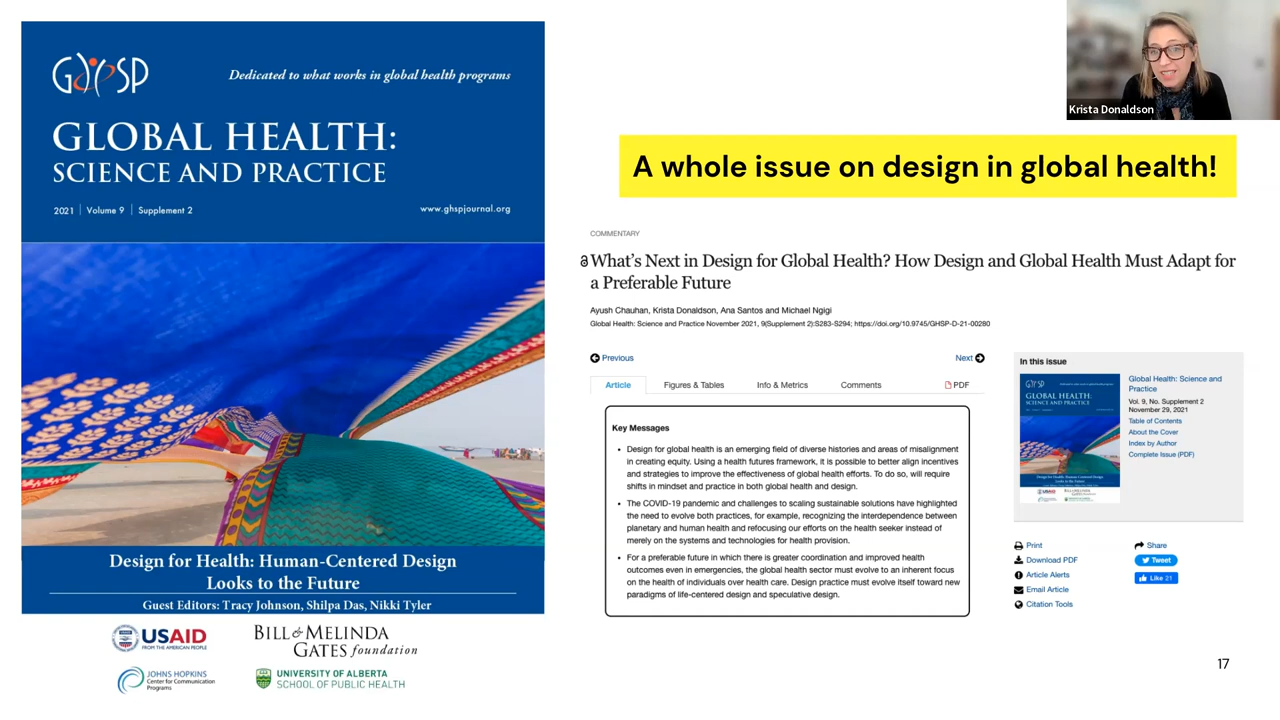 GHSP
Dedicated to what works in global health programs
GLOBAL HEALTH:
SCIENCE AND PRACTICE
2021 | Volume 9 | Supplement 2
www.ghspjournal.org
Design for Health: Human-Centered Design
Looks to the Future
Guest Editors: Tracy Johnson, Shilpa Das, Nikki Tyler
USAID
FROM THE AMERICAN PEOPLE
BILL & MELINDA
GATES foundation
JOHNS HOPKINS
Center for Communication
Programs
UNIVERSITY OF ALBERTA
SCHOOL OF PUBLIC HEALTH
Krista Donaldson
A whole issue on design in global health!
COMMENTARY
What's Next in Design for Global Health? How Design and Global Health Must Adapt for
a Preferable Future
Ayush Chauhan, Krista Donaldson, Ana Santos and Michael Ngigi
Global Health: Science and Practice November 2021, 9(Supplement 2):S283-S294; https://doi.org/10.9745/GHSP-D-21-00280
Previous
Next
Article
Figures & Tables
Info & Metrics
Comments
PDF
Key Messages
• Design for global health is an emerging field of diverse histories and areas of misalignment
in creating equity. Using a health futures framework, it is possible to better align incentives
and strategies to improve the effectiveness of global health efforts. To do so, will require
shifts in mindset and practice in both global health and design.
• The COVID-19 pandemic and challenges to scaling sustainable solutions have highlighted
the need to evolve both practices, for example, recognizing the interdependence between
planetary and human health and refocusing our efforts on the health seeker instead of
merely on the systems and technologies for health provision.
• For a preferable future in which there is greater coordination and improved health
outcomes even in emergencies, the global health sector must evolve to an inherent focus
on the health of individuals over health care. Design practice must evolve itself toward new
paradigms of life-centered design and speculative design.
In this issue
GLOBAL HEALTH:
SCIENCE AND PRACTICE
Global Health: Science and
Practice
Vol. 9, No. Supplement 2
November 29, 2021
Table of Contents
About the Cover
Index by Author
Complete Issue (PDF)
Print
Download PDF
Article Alerts
Email Article
Citation Tools
Share
Tweet
Like 21
17